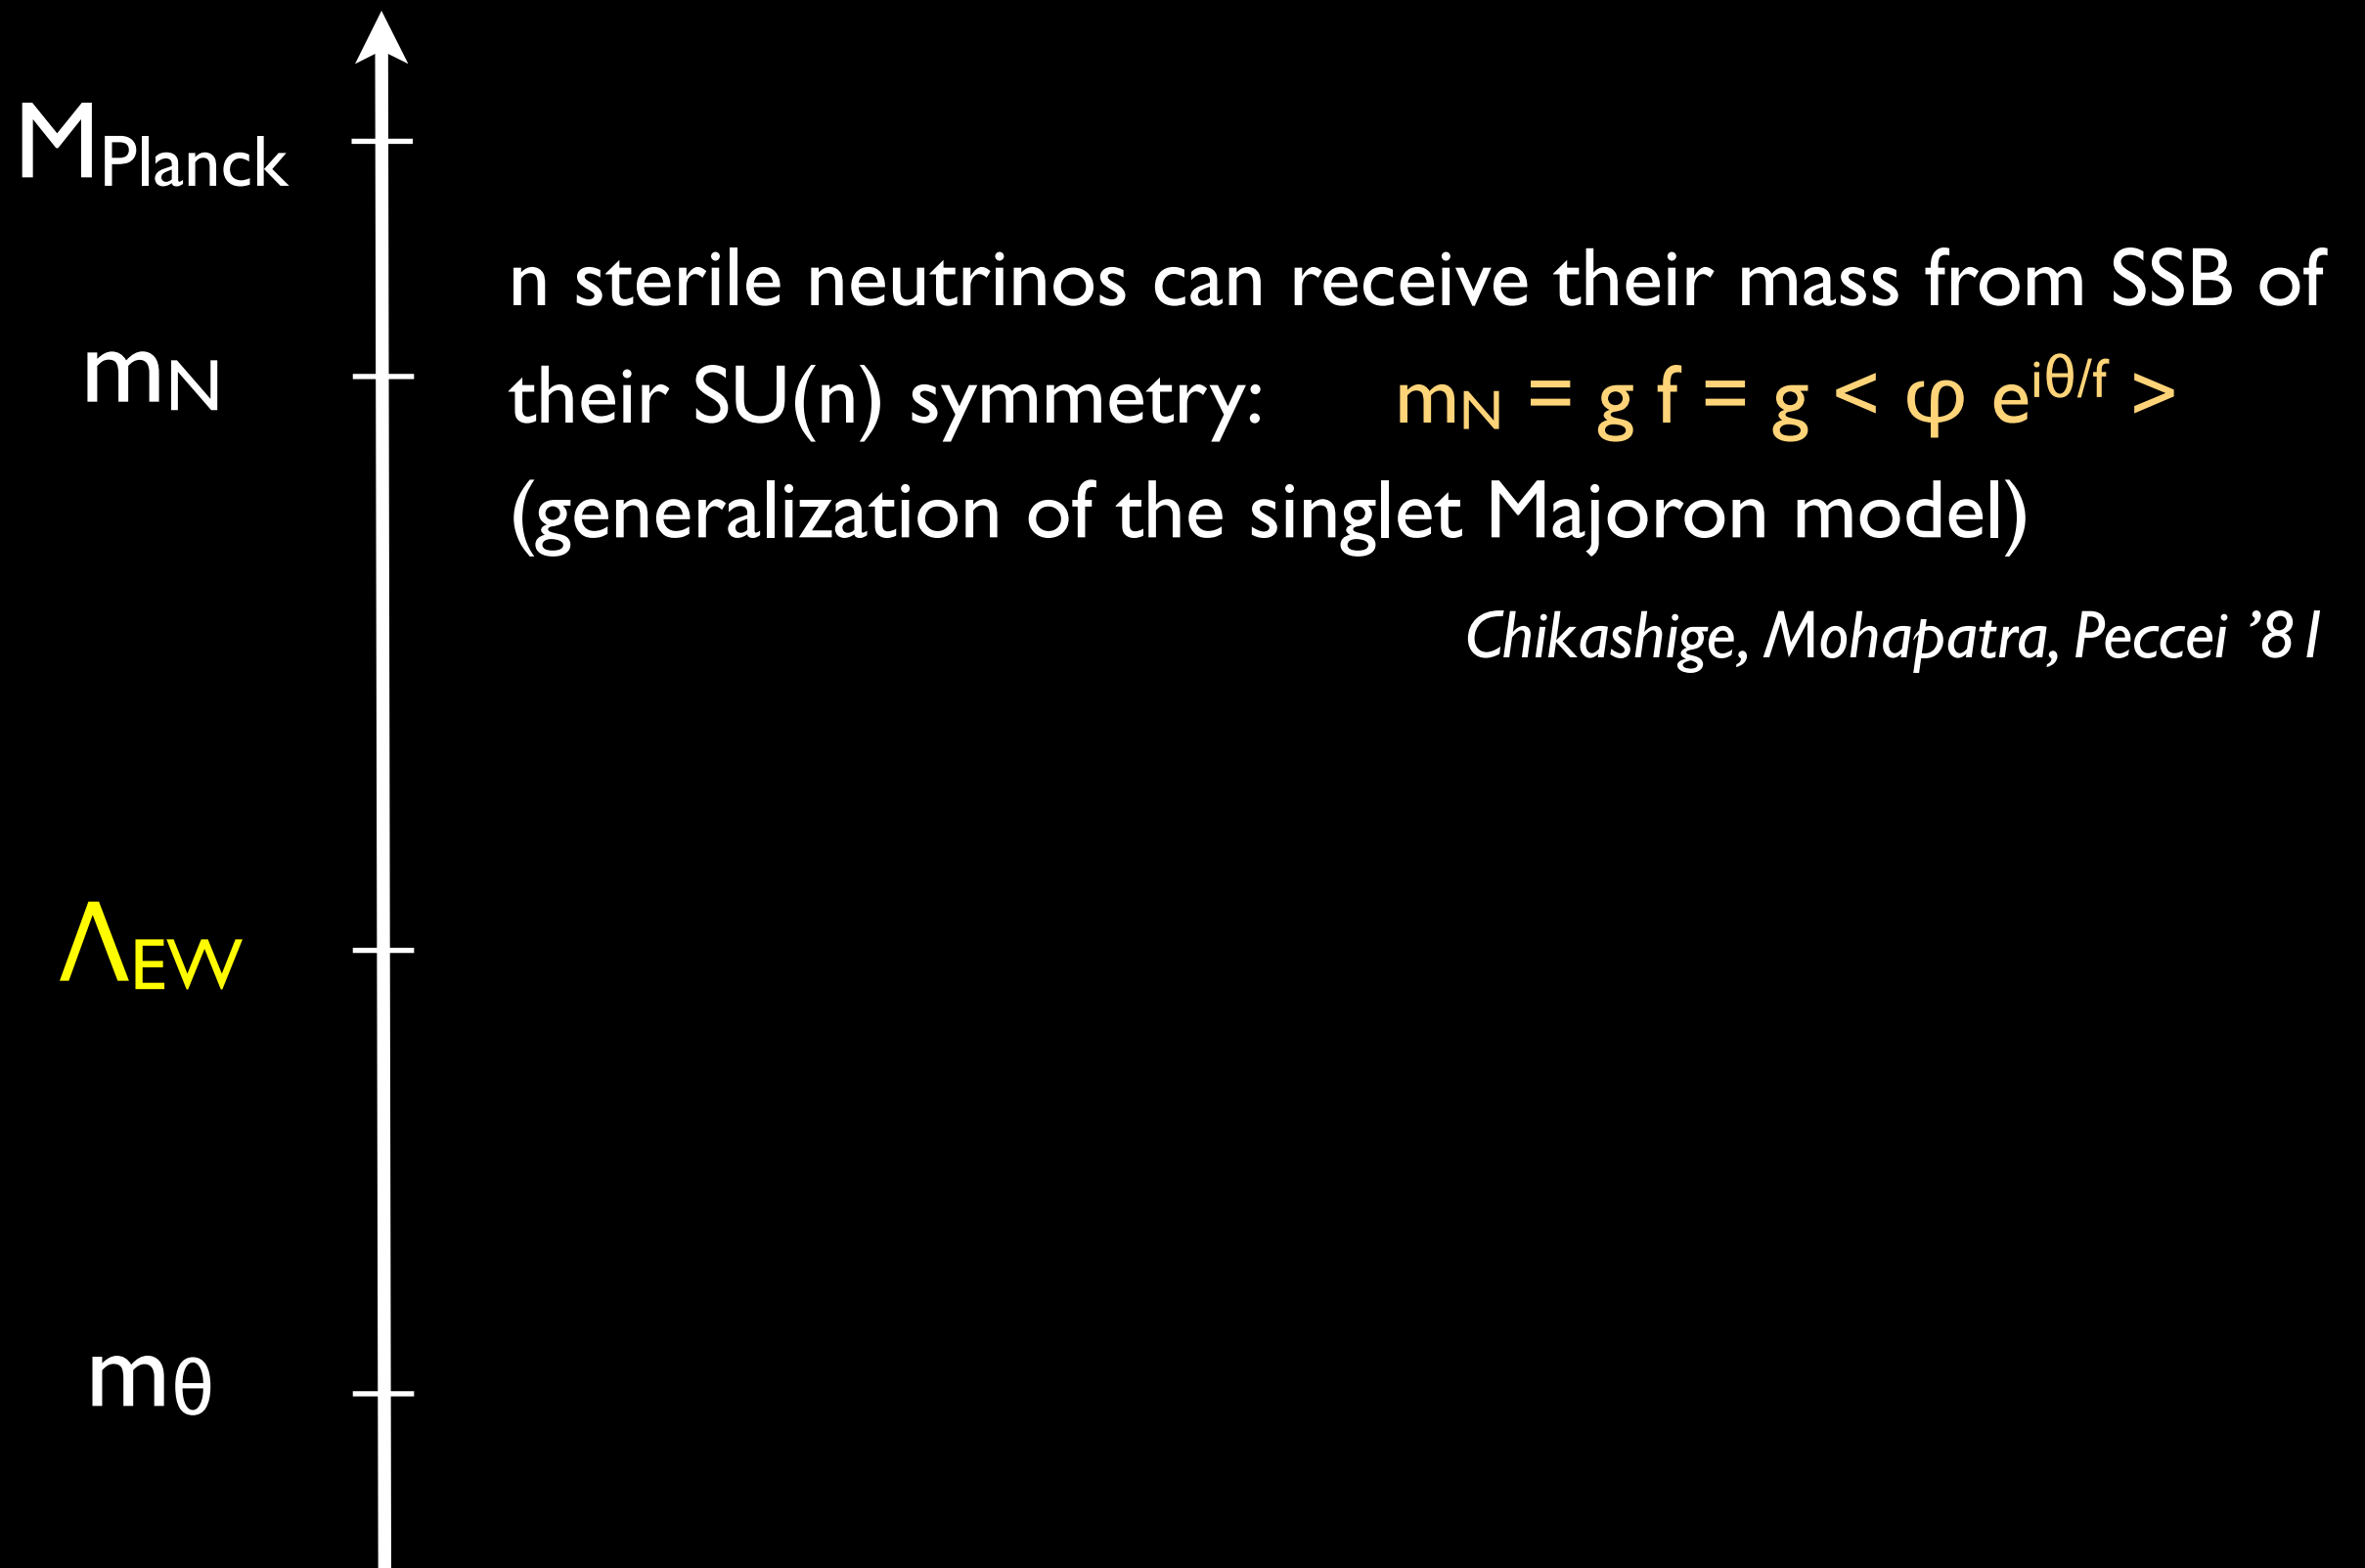 MPlanck
n sterile neutrinos can receive their mass from SSB of
mN
their SU(n) symmetry: mN = g f = g < φ e^iθ/f >
(generalization of the singlet Majoron model)
Chikashige, Mohapatra, Peccei ’81
ΛEW
mθ